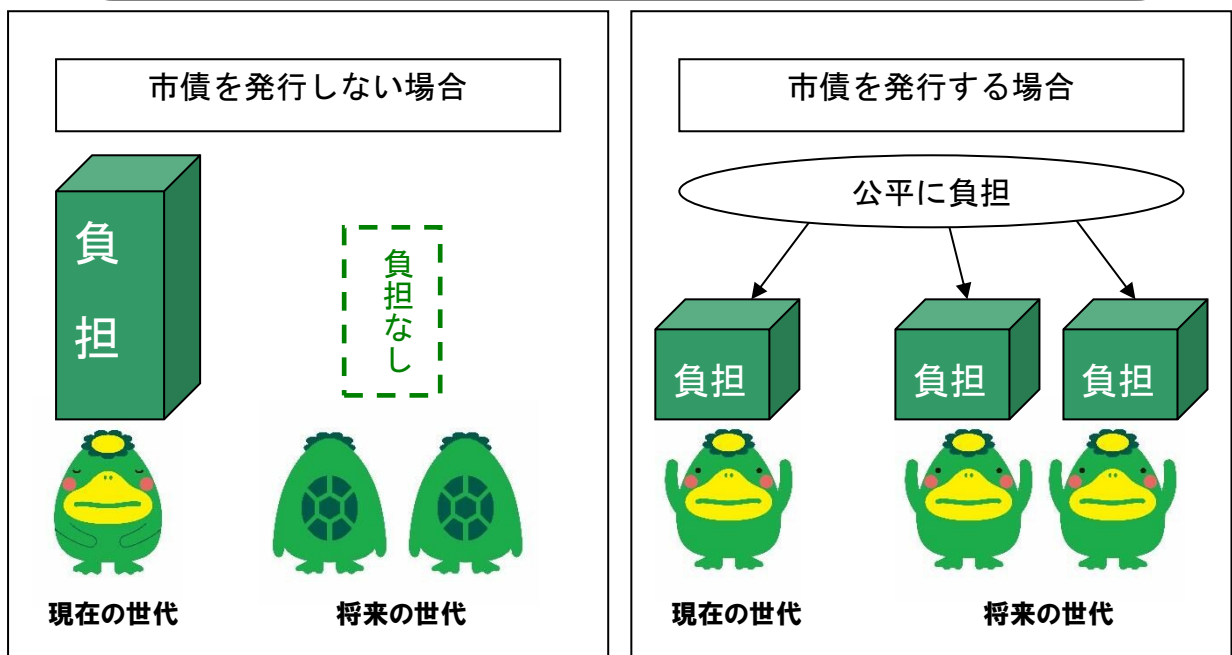 市債を発行しない場合
負担
負担なし
現在の世代
将来の世代
市債を発行する場合
公平に負担
負担
負担
負担
現在の世代
将来の世代